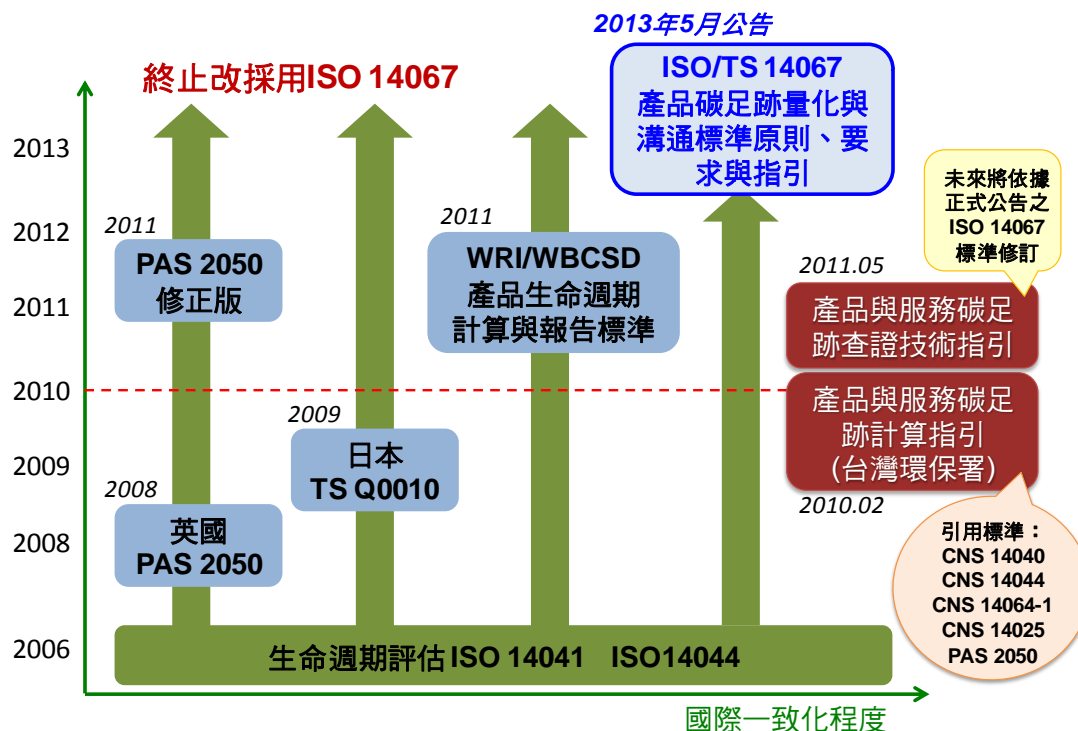 2013年5月公告
終止改採用ISO 14067
ISO/TS 14067
產品碳足跡量化與
溝通標準原則、要
求與指引
2013
2012
2011
2010
2009
2008
2006
2011
PAS 2050
修正版
2011
WRI/WBCSD
產品生命週期
計算與報告標準
未來將依據
正式公告之
ISO 14067
標準修訂
2011.05
產品與服務碳足
跡查證技術指引
產品與服務碳足
跡計算指引
(台灣環保署)
2010.02
2009
日本
TS Q0010
2008
英國
PAS 2050
引用標準：
CNS 14040
CNS 14044
CNS 14064-1
CNS 14025
PAS 2050
生命週期評估ISO 14041 ISO14044
國際一致化程度